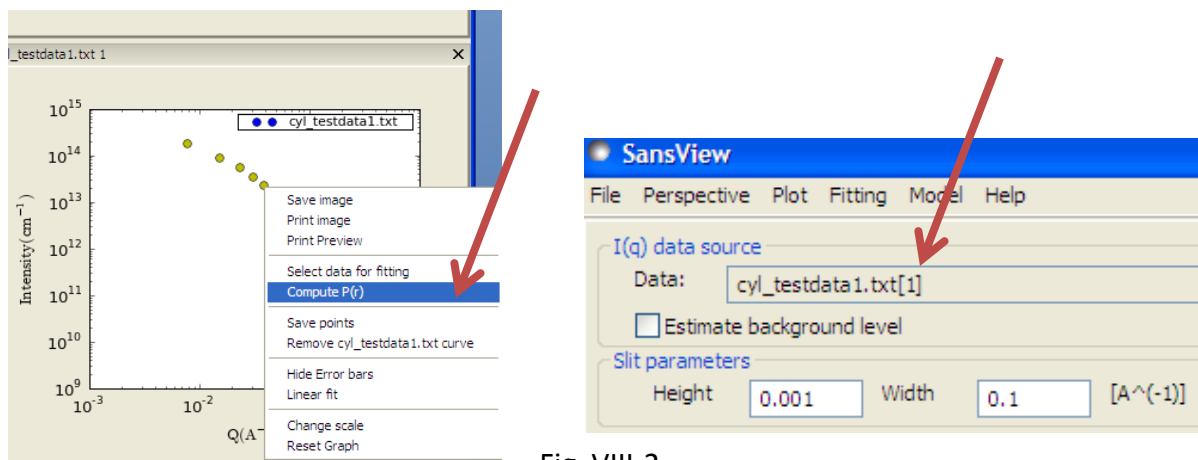 _testdata1.txt 1
cyl_testdata1.txt
10^15
10^14
10^13
10^12
10^11
10^10
10^9
Intensity(cm^-1)
10^-3
10^-2
Save image
Print image
Print Preview
Select data for fitting
Compute P(r)
Save points
Remove cyl_testdata1.txt curve
Hide Error bars
Linear fit
Change scale
Reset Graph
SansView
File Perspective Plot Fitting Model Help
I(q) data source
Data: cyl_testdata1.txt[1]
Estimate background level
Slit parameters
Height 0.001 Width 0.1 [A^(-1)]